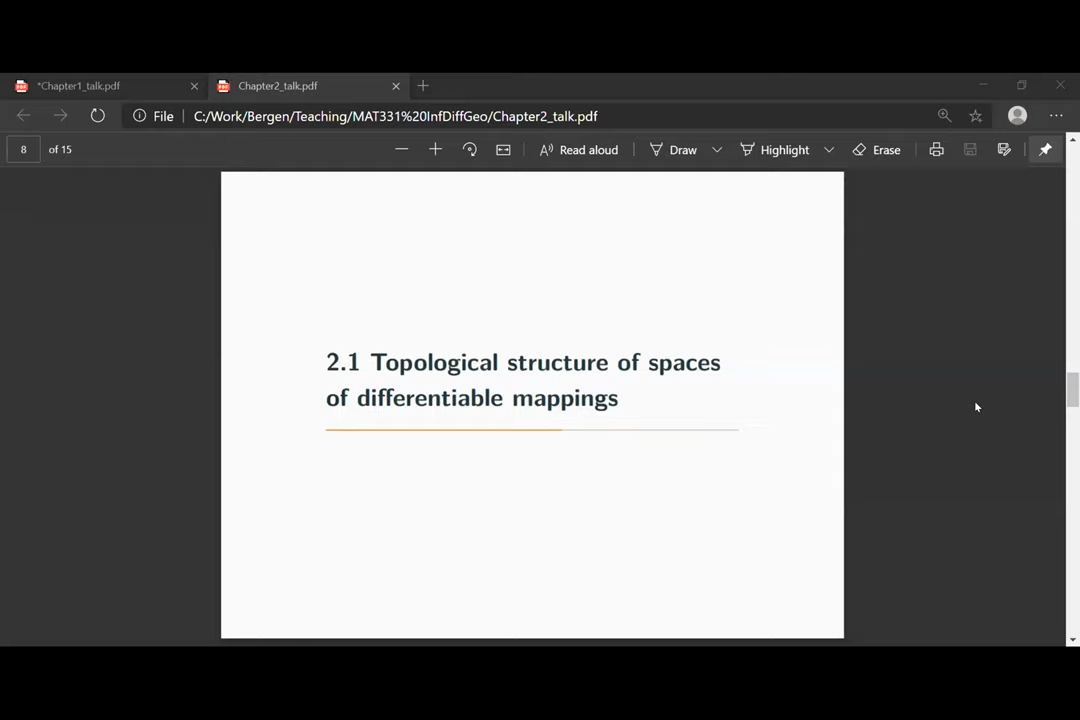 *Chapter1_talk.pdf
Chapter2_talk.pdf
File C:/Work/Bergen/Teaching/MAT331%20InfDiffGeo/Chapter2_talk.pdf
8 of 15 Read aloud Draw Highlight Erase
2.1 Topological structure of spaces
of differentiable mappings